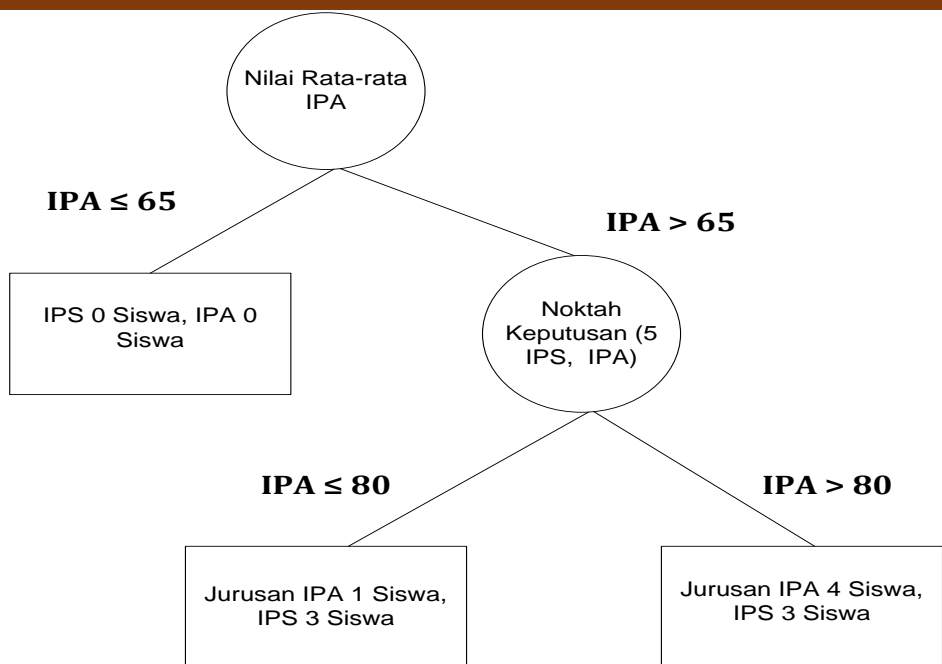 Nilai Rata-rata
IPA
IPA ≤ 65
IPA > 65
IPS 0 Siswa, IPA 0
Siswa
Noktah
Keputusan (5
IPS,  IPA)
IPA ≤ 80
IPA > 80
Jurusan IPA 1 Siswa,
IPS 3 Siswa
Jurusan IPA 4 Siswa,
IPS 3 Siswa